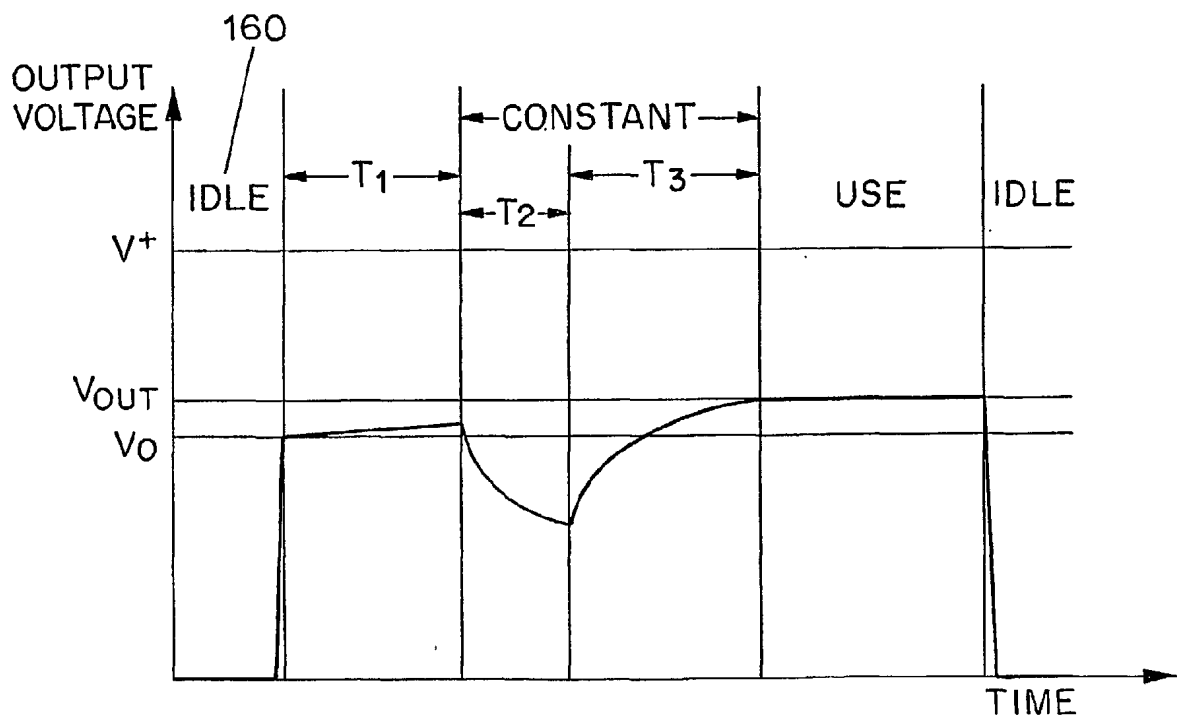 160
OUTPUT
VOLTAGE
CONSTANT
T1
T3
IDLE
T2
USE
IDLE
V+
VOUT
VO
TIME